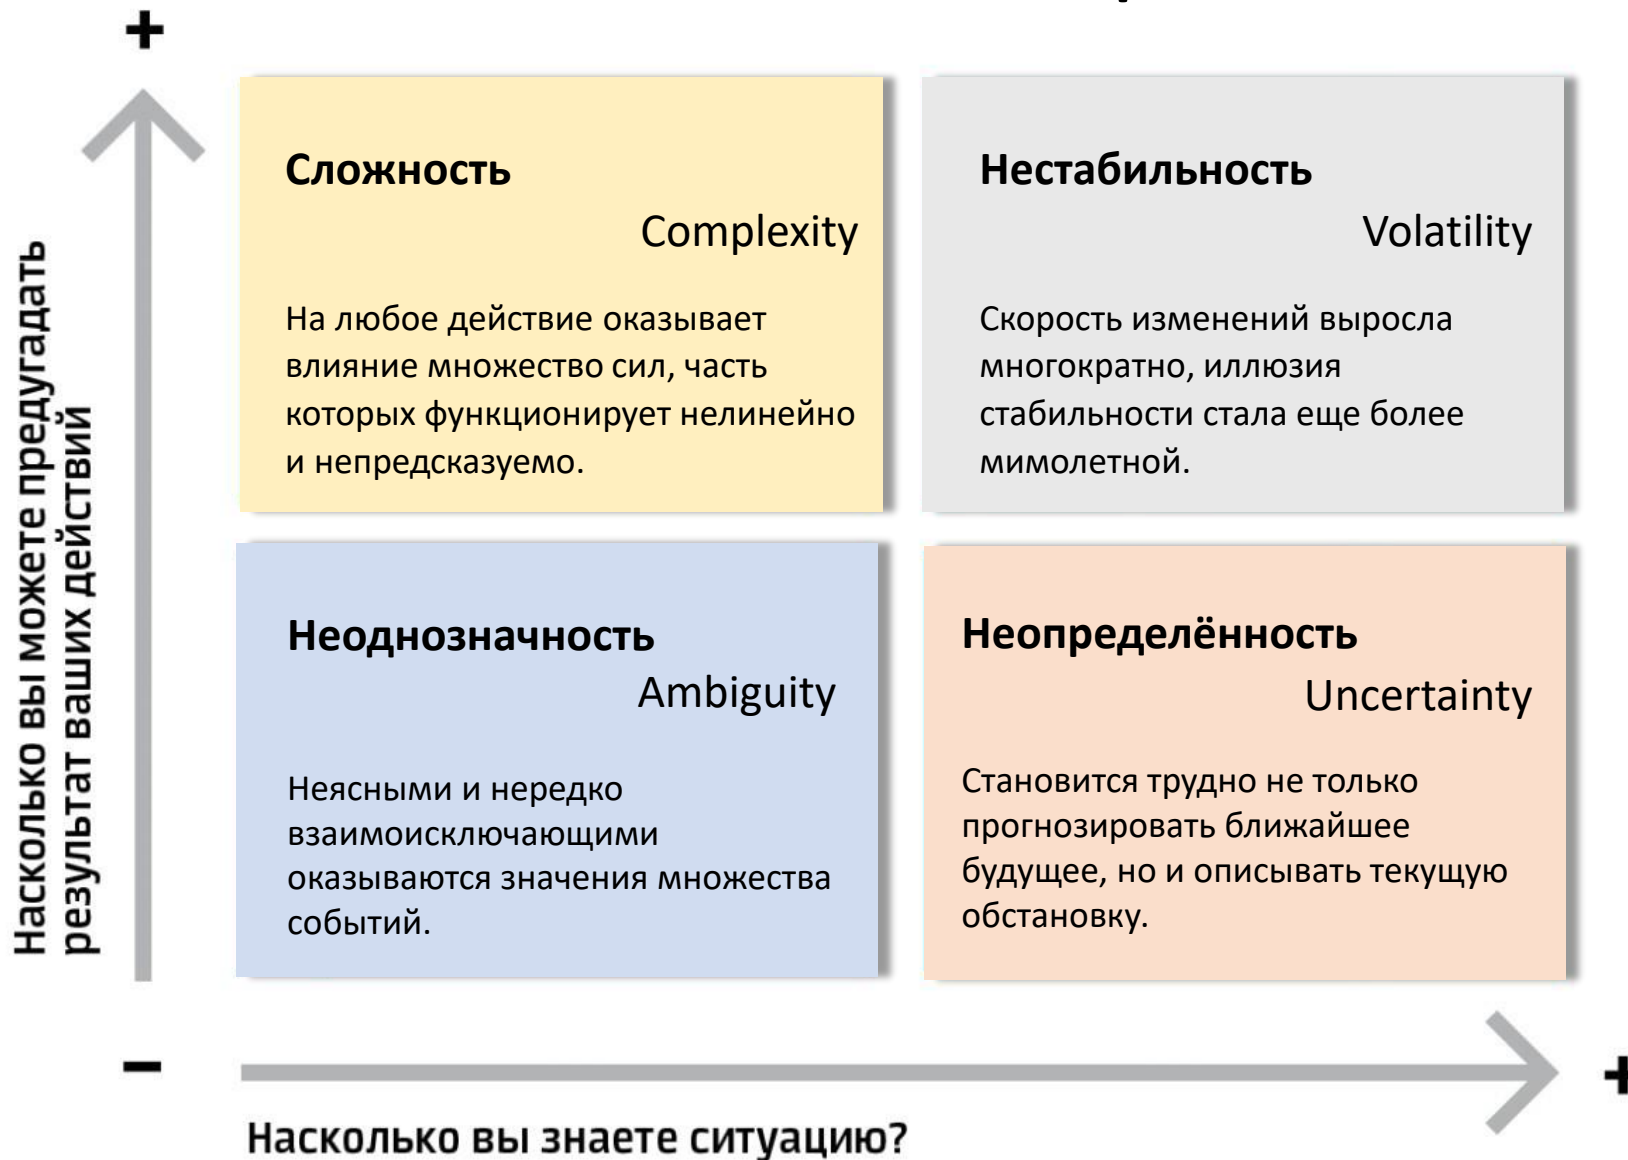 +
Насколько вы можете предугадать
результат ваших действий
Сложность
Complexity
На любое действие оказывает
влияние множество сил, часть
которых функционирует нелинейно
и непредсказуемо.
Нестабильность
Volatility
Скорость изменений выросла
многократно, иллюзия
стабильности стала еще более
мимолетной.
Неоднозначность
Ambiguity
Неясными и нередко
взаимоисключающими
оказываются значения множества
событий.
Неопределённость
Uncertainty
Становится трудно не только
прогнозировать ближайшее
будущее, но и описывать текущую
обстановку.
–
+
Насколько вы знаете ситуацию?